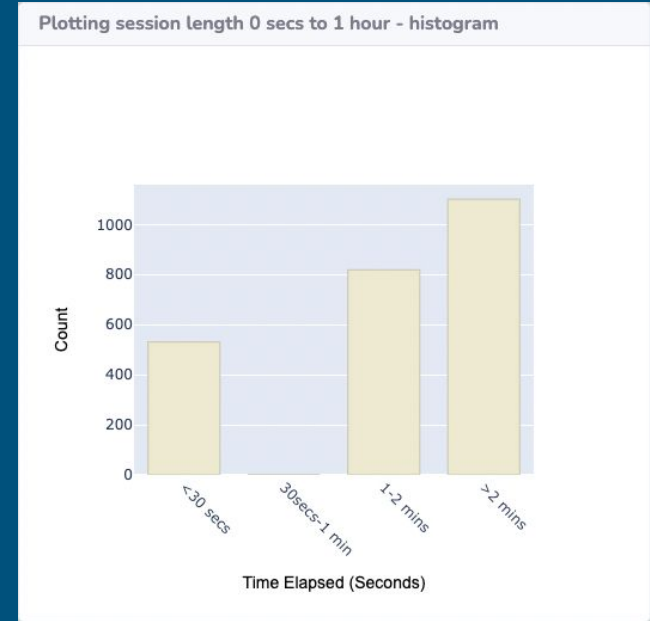 Plotting session length 0 secs to 1 hour - histogram
1000
800
600
400
200
0
Count
<30 secs
30secs-1 min
1-2 mins
>2 mins
Time Elapsed (Seconds)